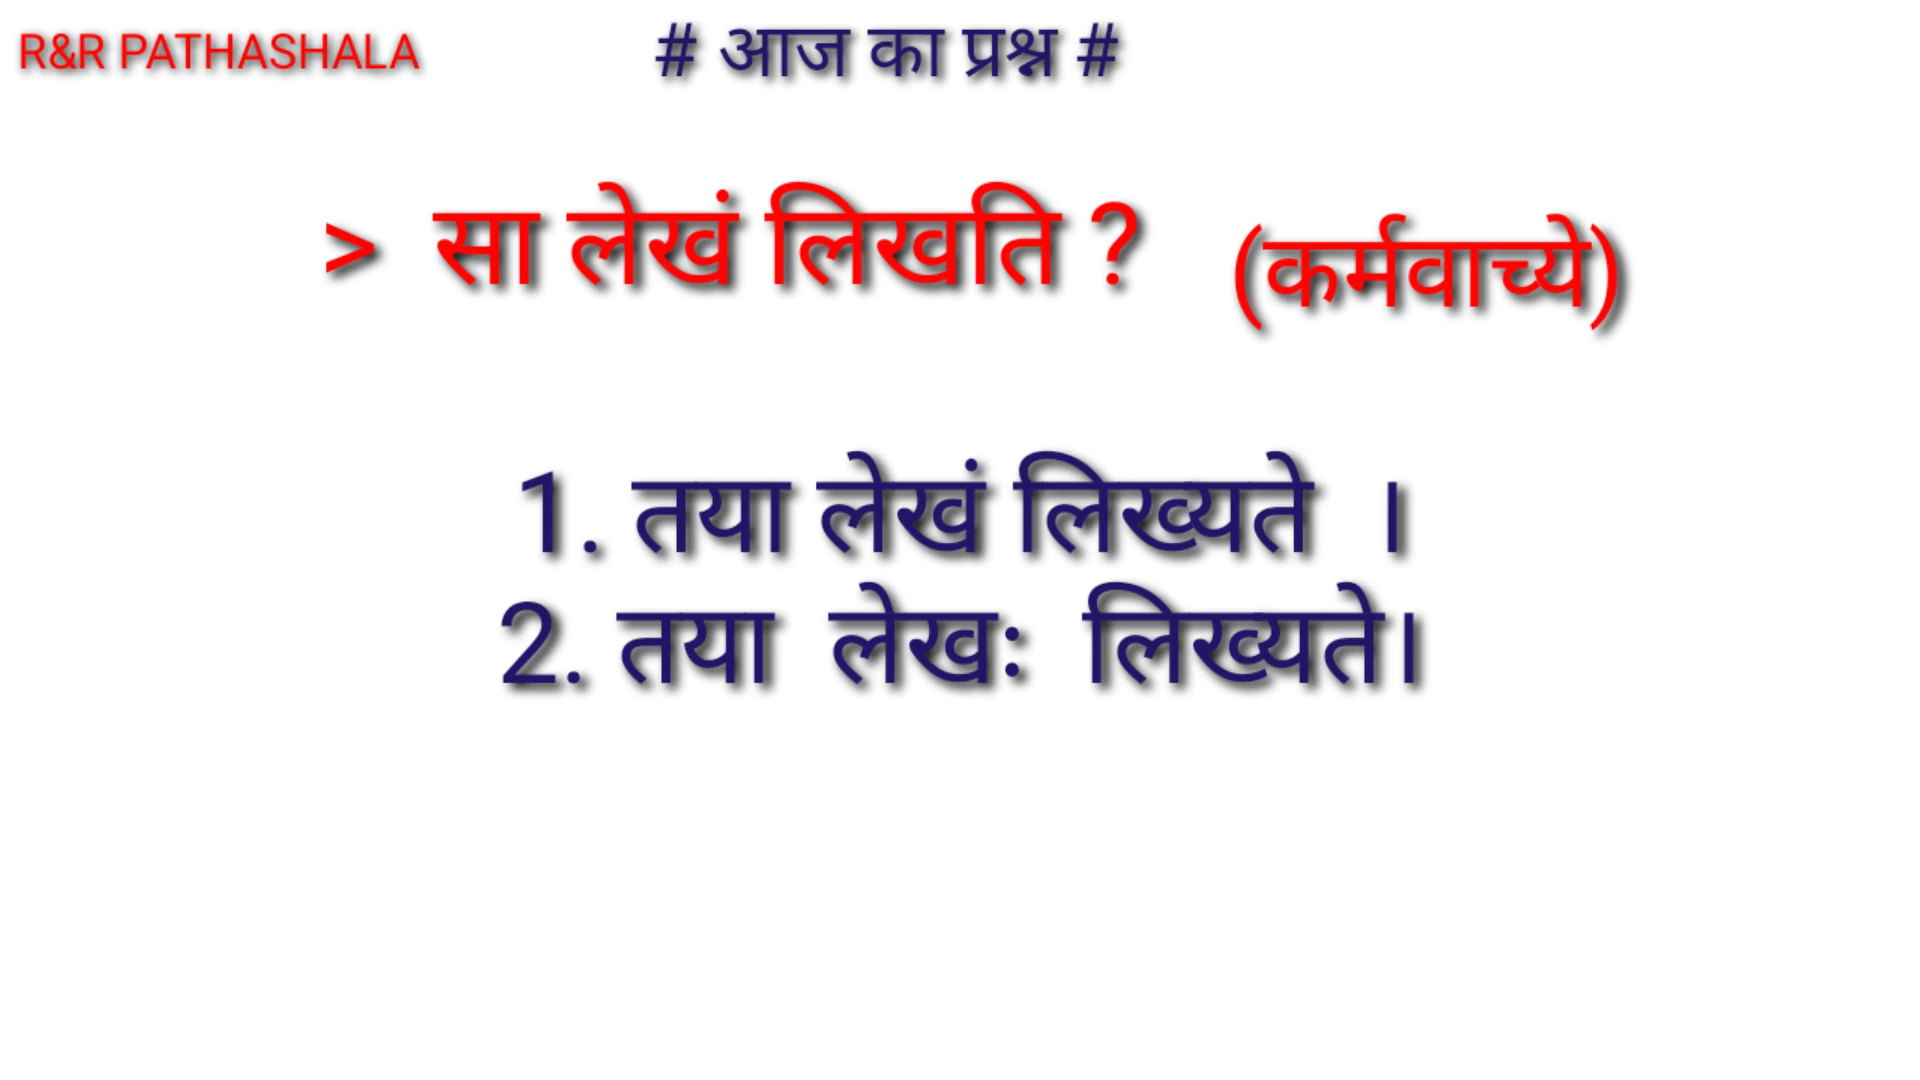 R&R PATHASHALA
# आज का प्रश्न #
> सा लेखं लिखति ? (कर्मवाच्ये)
1. तया लेखं लिख्यते ।
2. तया लेखः लिख्यते।